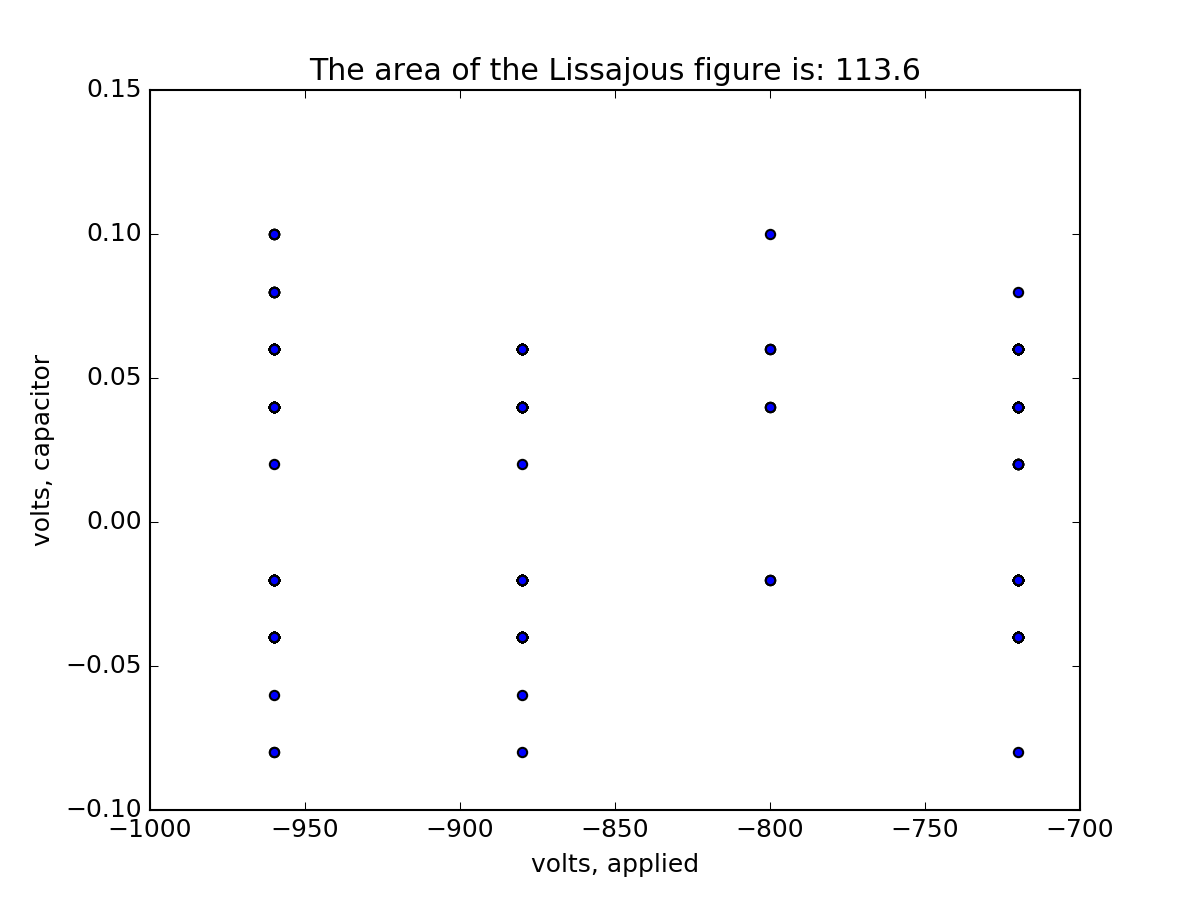 The area of the Lissajous figure is: 113.6
0.15
0.10
0.05
0.00
−0.05
−0.10
−1000 −950 −900 −850 −800 −750 −700
volts, applied
volts, capacitor